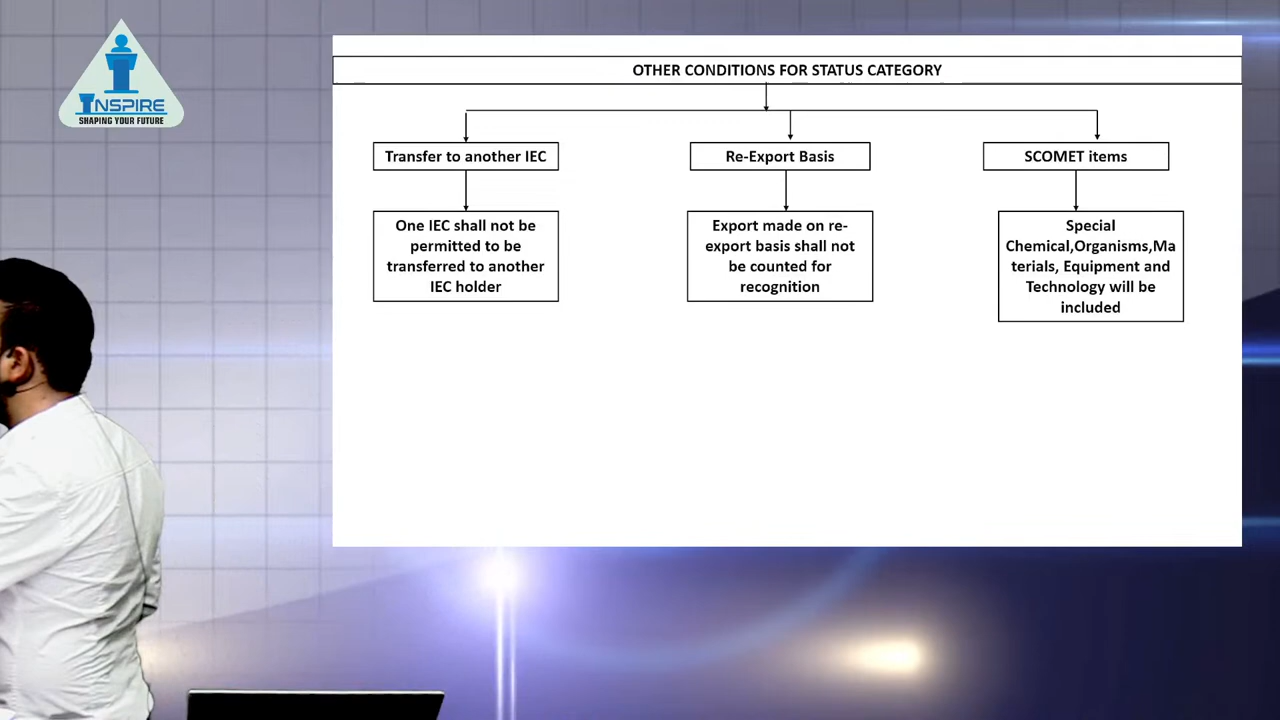 INSPIRE
SHAPING YOUR FUTURE
OTHER CONDITIONS FOR STATUS CATEGORY
Transfer to another IEC
One IEC shall not be
permitted to be
transferred to another
IEC holder
Re-Export Basis
Export made on re-
export basis shall not
be counted for
recognition
SCOMET items
Special
Chemical,Organisms,Ma
terials, Equipment and
Technology will be
included